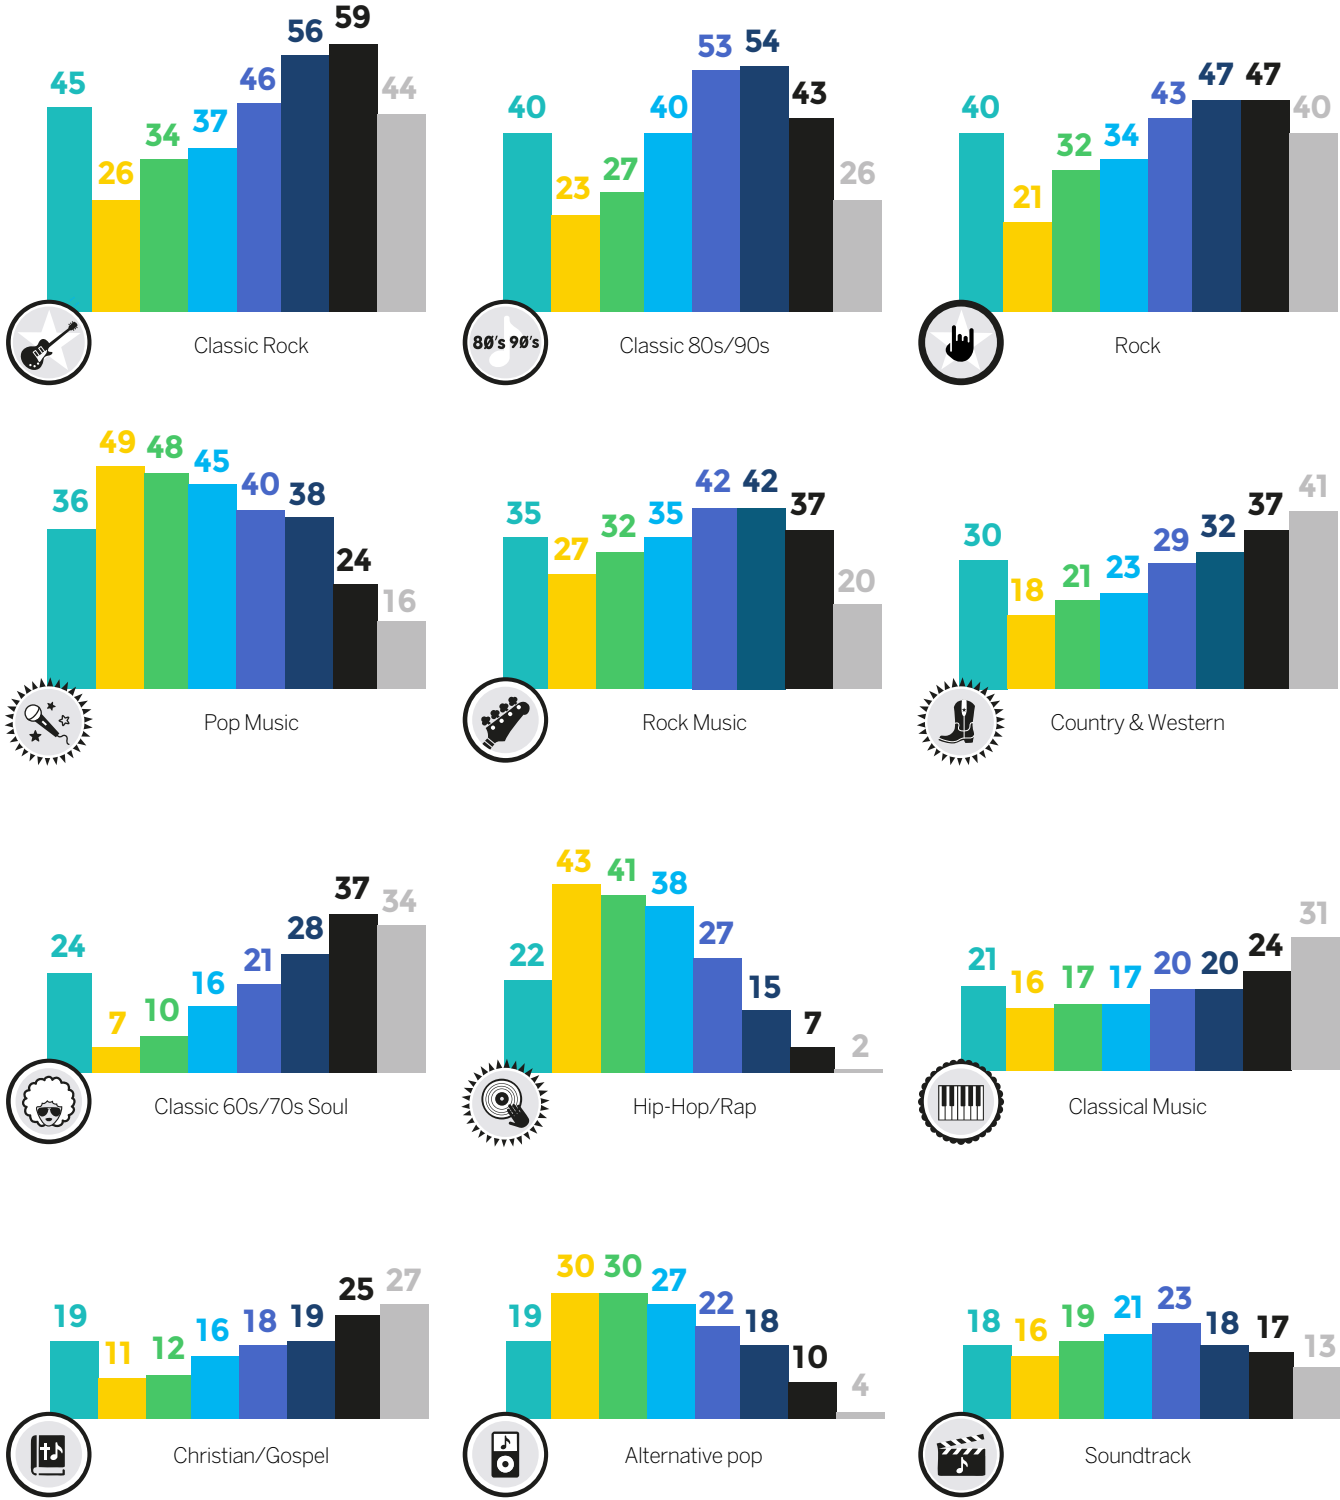 45 26 34 37 46 56 59 44
40 23 27 40 53 54 43 26
40 21 32 34 43 47 47 40
Classic Rock
80's 90's
Classic 80s/90s
Rock
36 49 48 45 40 38 24 16
35 27 32 35 42 42 37 20
30 18 21 23 29 32 37 41
Pop Music
Rock Music
Country & Western
24 7 10 16 21 28 37 34
22 43 41 38 27 15 7 2
21 16 17 17 20 20 24 31
Classic 60s/70s Soul
Hip-Hop/Rap
Classical Music
19 11 12 16 18 19 25 27
19 30 30 27 22 18 10 4
18 16 19 21 23 18 17 13
Christian/Gospel
Alternative pop
Soundtrack